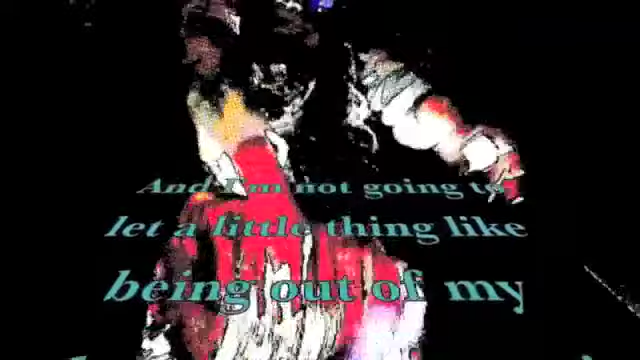 And I'm not going to
let a little thing like
being out of my